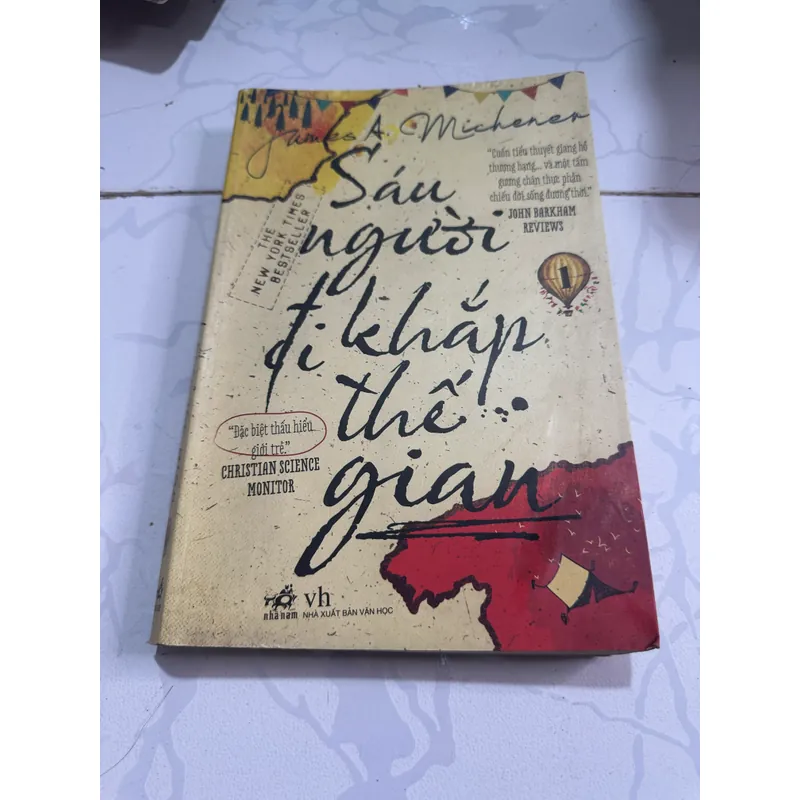 James A. Michener
"Cuốn tiểu thuyết giang hồ
thượng hạng... và một tấm
gương chân thực phản
chiếu đời sống đương thời."
JOHN BARKHAM
REVIEWS
THE
NEW YORK TIMES
BESTSELLER
Sáu
người
đi khắp
thế
gian
"Đặc biệt thấu hiểu
giới trẻ."
CHRISTIAN SCIENCE
MONITOR
nhã nam
vh
NHÀ XUẤT BẢN VĂN HỌC